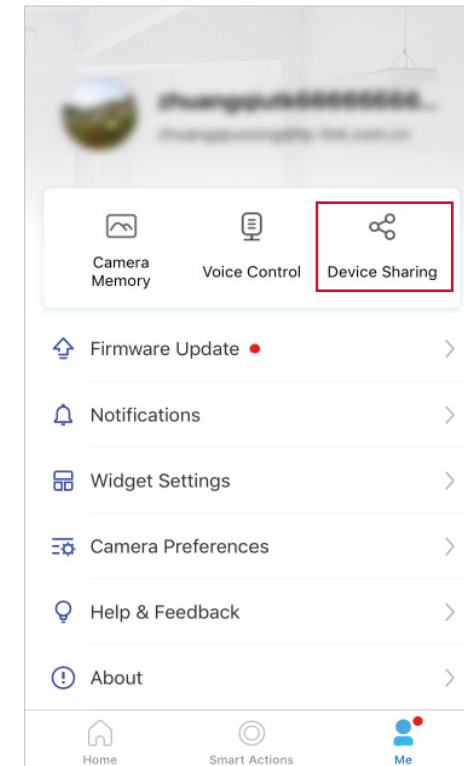 Camera
Memory
Voice Control
Device Sharing
Firmware Update
Notifications
Widget Settings
Camera Preferences
Help & Feedback
About
Home
Smart Actions
Me